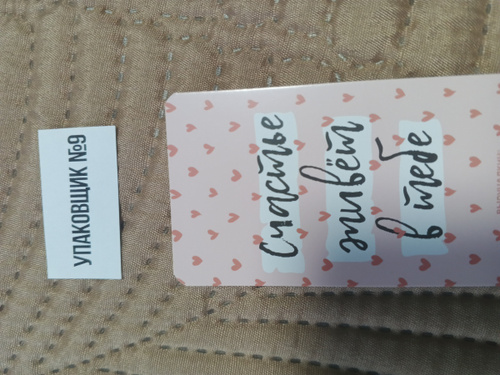 УПАКОВЩИК №9
Счастье
живёт
в тебе